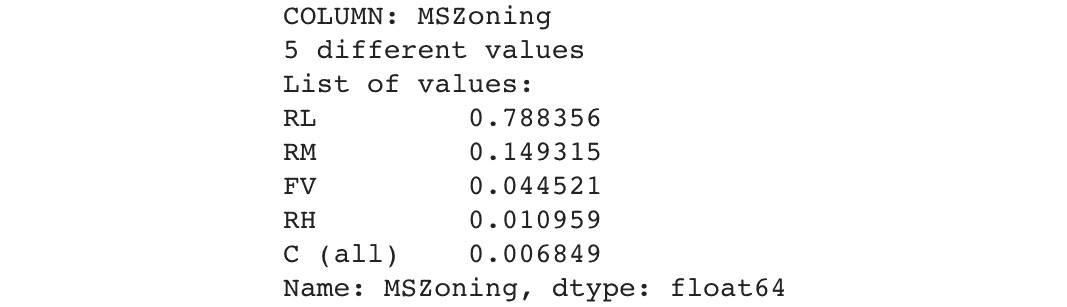 COLUMN: MSZoning
5 different values
List of values:
RL         0.788356
RM         0.149315
FV         0.044521
RH         0.010959
C (all)    0.006849
Name: MSZoning, dtype: float64